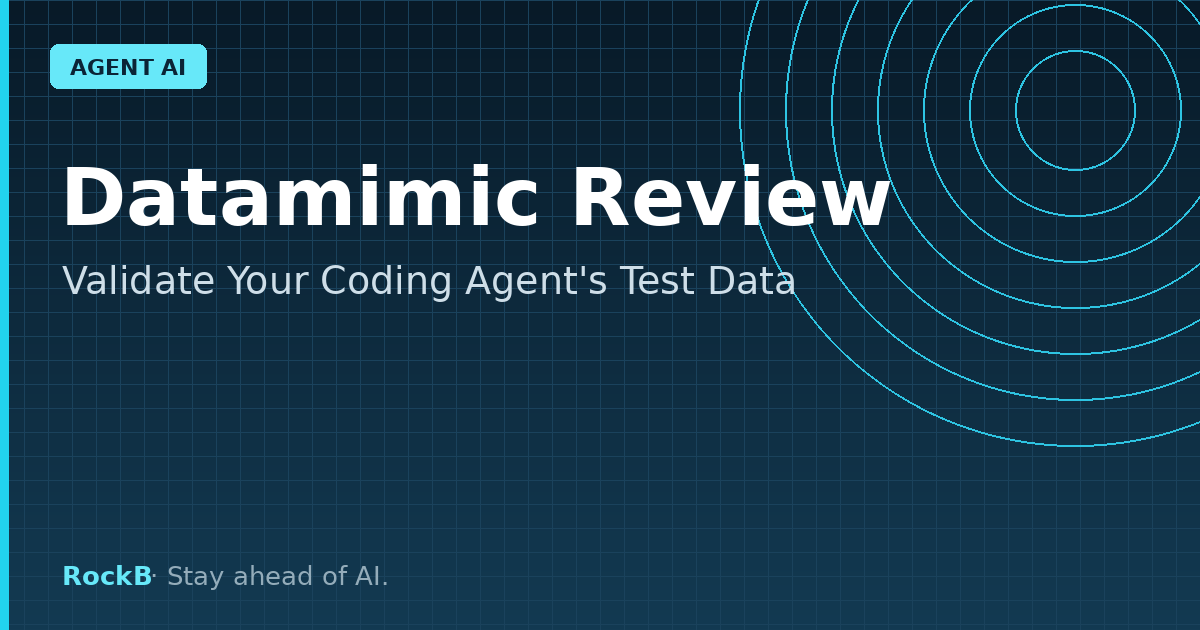 AGENT AI
Datamimic Review
Validate Your Coding Agent's Test Data
RockB · Stay ahead of AI.